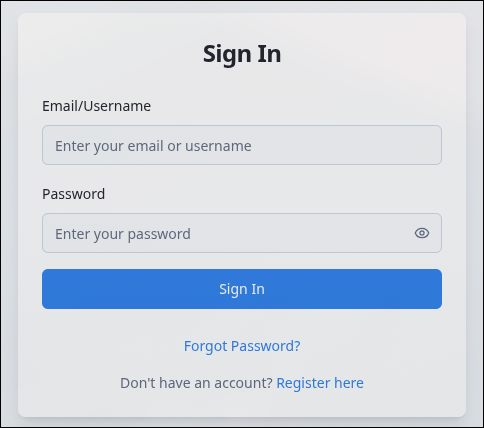 Sign In
Email/Username
Enter your email or username
Password
Enter your password
Sign In
Forgot Password?
Don't have an account? Register here